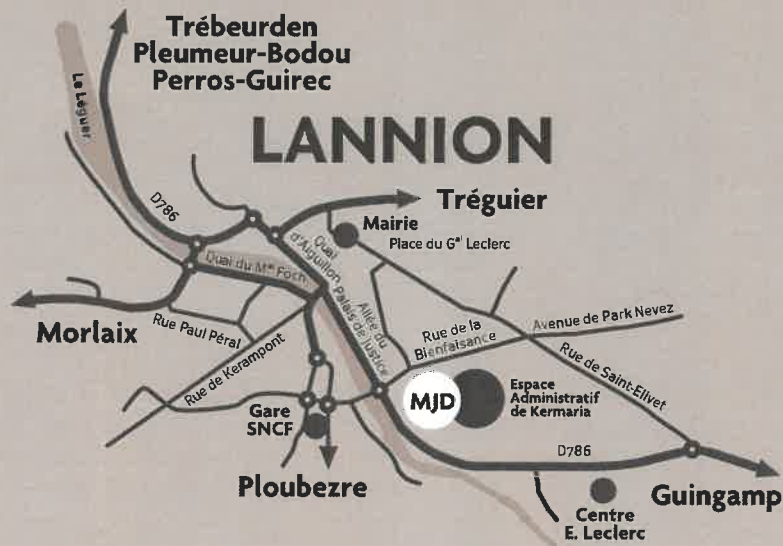 Trébeurden
Pleumeur-Bodou
Perros-Guirec
Le Léguer
LANNION
D786
Tréguier
Mairie
Place du Gᵃˡ Leclerc
Quai
d'Aiguillon
Quai du Mᵃˡ Foch
Palais de Justice
Allée du
Morlaix
Rue Paul Péral
Rue de Kerampont
Rue de la
Bienfaisance
Avenue de Park Nevez
Rue de Saint-Elivet
MJD
Espace
Administratif
de Kermaria
Gare
SNCF
D786
Ploubezre
Guingamp
Centre
E. Leclerc